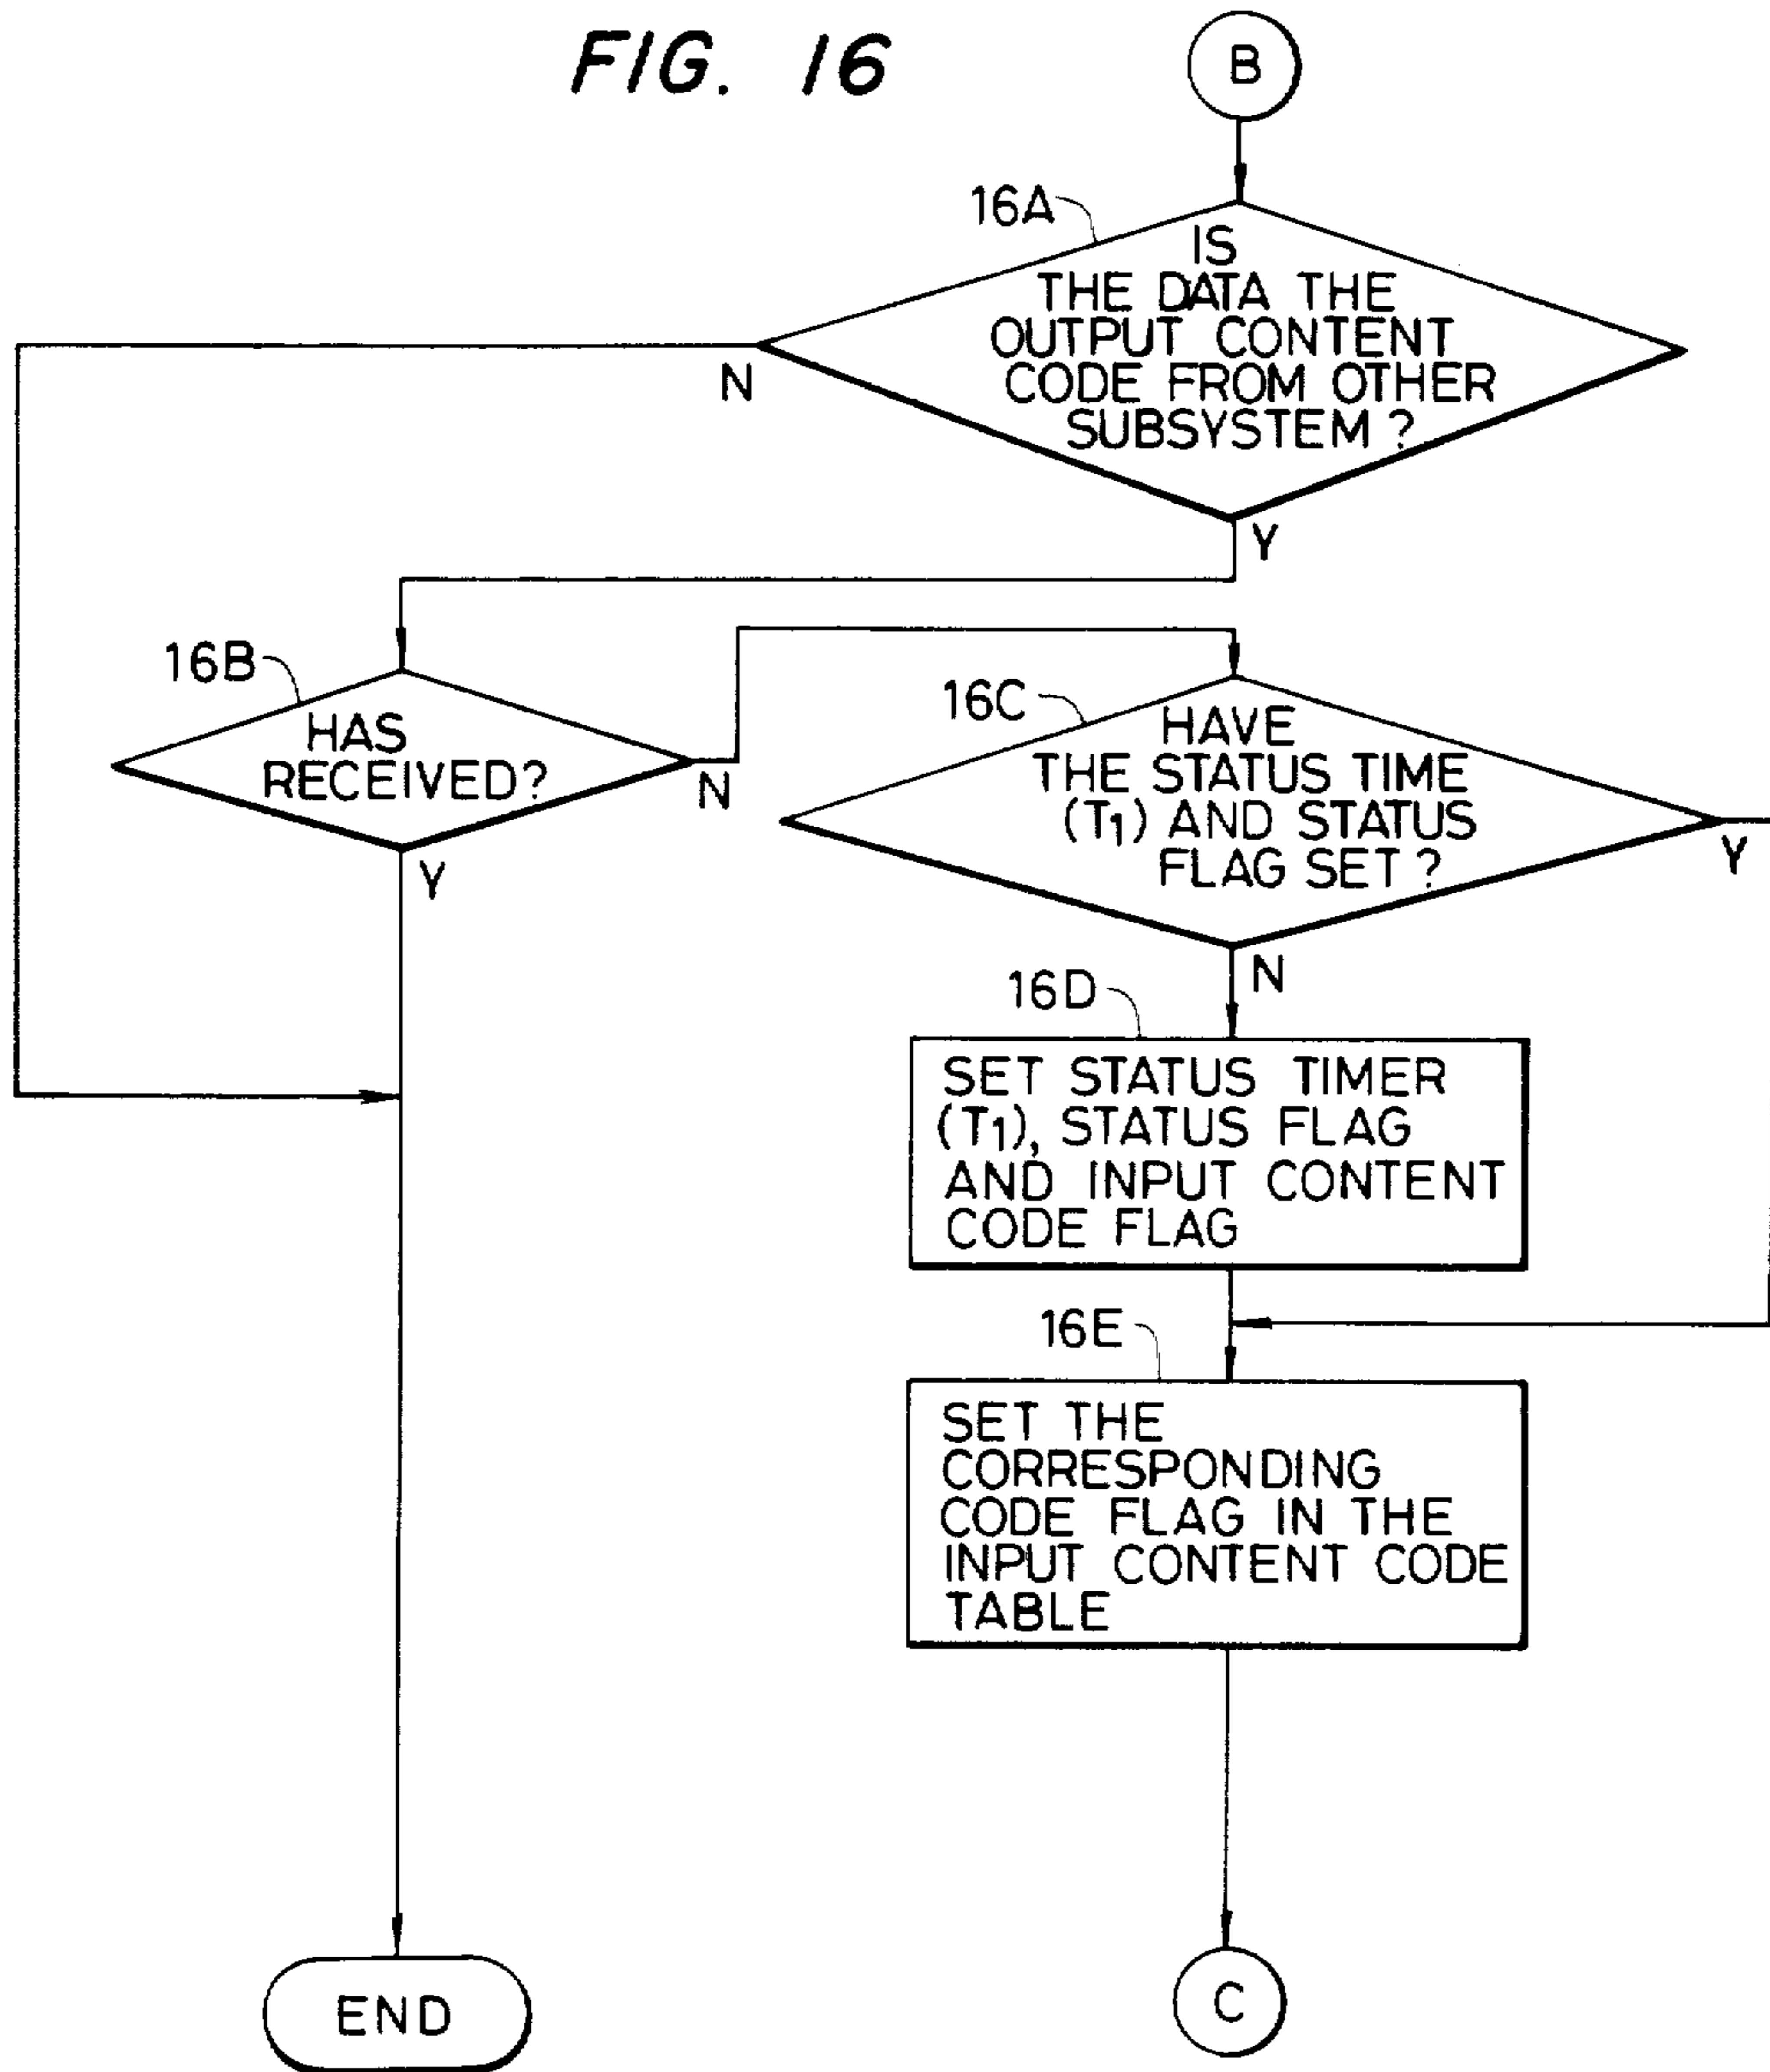 FIG. 16
B
16A
IS
THE DATA THE
OUTPUT CONTENT
CODE FROM OTHER
SUBSYSTEM?
N
Y
16B
HAS
RECEIVED?
N
Y
16C
HAVE
THE STATUS TIME
(T1) AND STATUS
FLAG SET?
Y
N
16D
SET STATUS TIMER
(T1), STATUS FLAG
AND INPUT CONTENT
CODE FLAG
16E
SET THE
CORRESPONDING
CODE FLAG IN THE
INPUT CONTENT CODE
TABLE
END
C